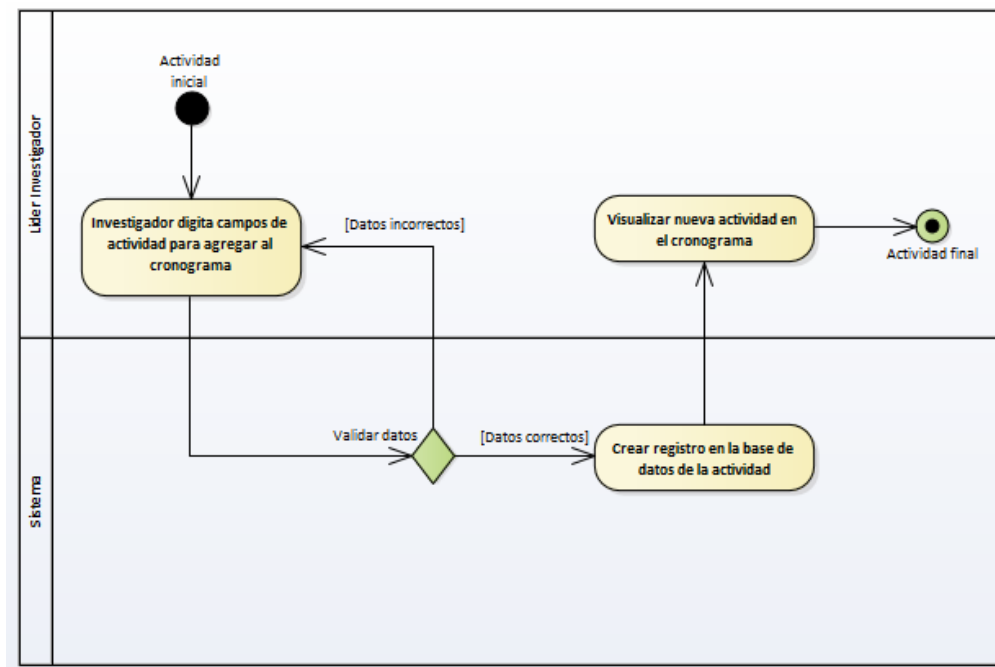 Líder Investigador
Actividad
inicial
Investigador digita campos de
actividad para agregar al
cronograma
[Datos incorrectos]
Visualizar nueva actividad en
el cronograma
Actividad final
Sistema
Validar datos
[Datos correctos]
Crear registro en la base de
datos de la actividad